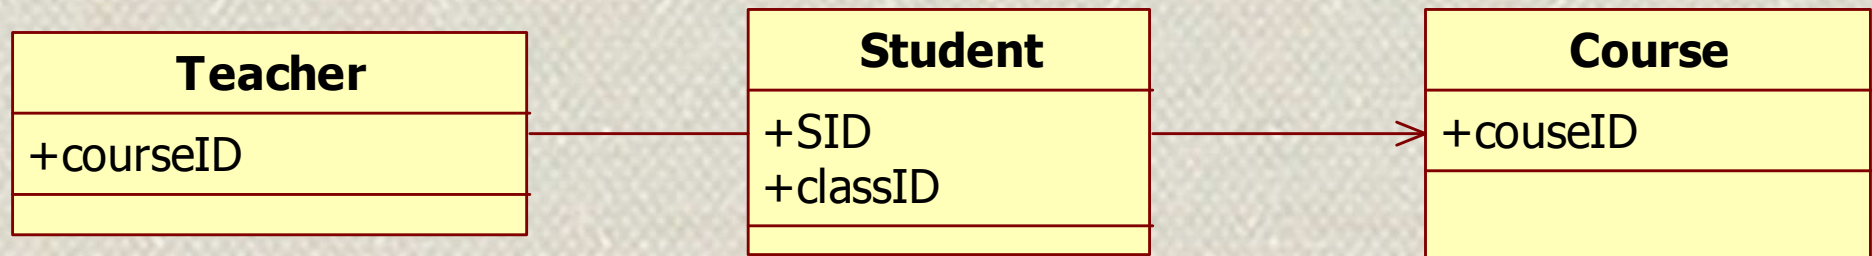 Teacher
+courseID
Student
+SID
+classID
Course
+couseID